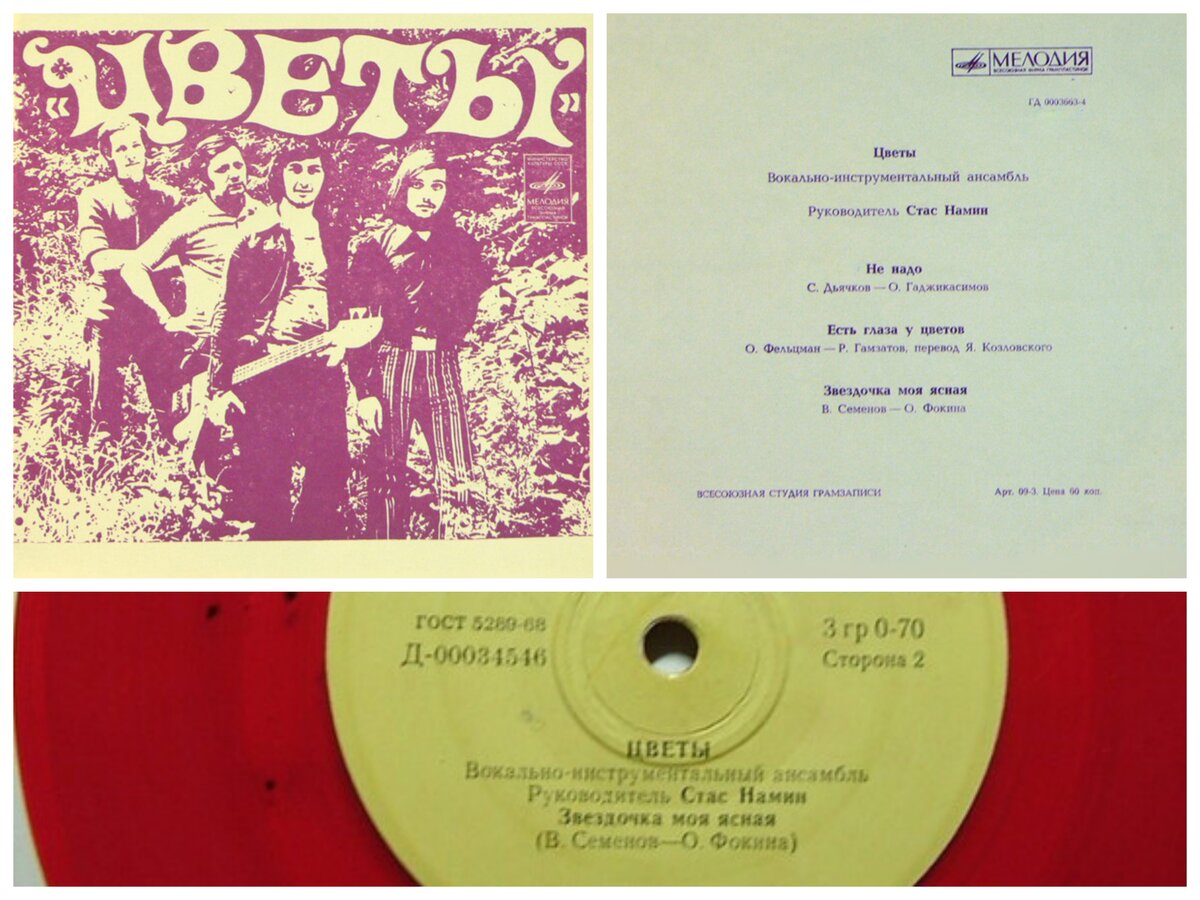 «ЦВЕТЫ»
МИНИСТЕРСТВО
КУЛЬТУРЫ СССР
МЕЛОДИЯ
ВСЕСОЮЗНАЯ
ФИРМА
ГРАМПЛАСТИНОК
МЕЛОДИЯ
ВСЕСОЮЗНАЯ ФИРМА ГРАМПЛАСТИНОК
ГД 0003663-4
Цветы
Вокально-инструментальный ансамбль
Руководитель Стас Намин
Не надо
С. Дьячков — О. Гаджикасимов
Есть глаза у цветов
О. Фельцман — Р. Гамзатов, перевод Я. Козловского
Звездочка моя ясная
В. Семенов — О. Фокина
ВСЕСОЮЗНАЯ СТУДИЯ ГРАМЗАПИСИ
Арт. 09-3. Цена 60 коп.
ГОСТ 5289-68
Д-00034546
3 гр 0-70
Сторона 2
ЦВЕТЫ
Вокально-инструментальный ансамбль
Руководитель Стас Намин
Звездочка моя ясная
(В. Семенов—О. Фокина)